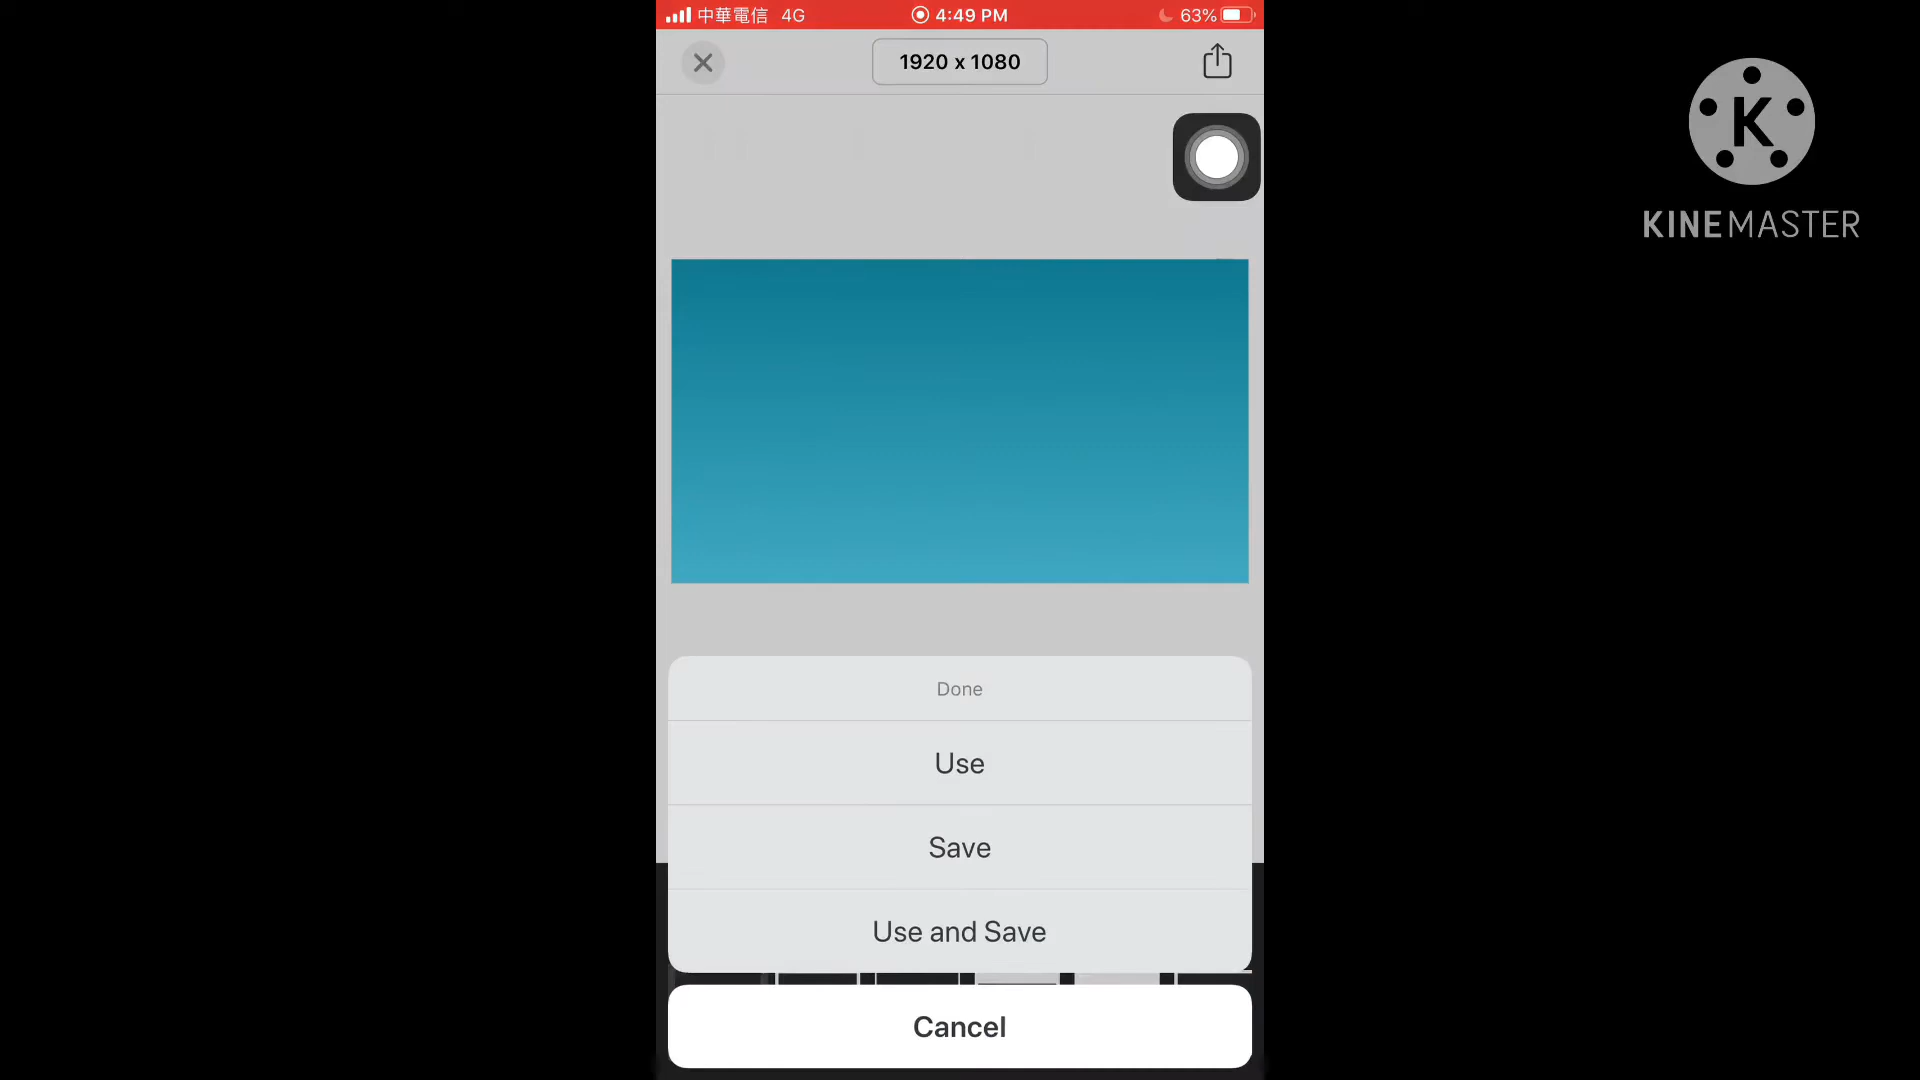 中華電信 4G 4:49 PM 63%
1920 x 1080
K
KINEMASTER
Done
Use
Save
Use and Save
Cancel